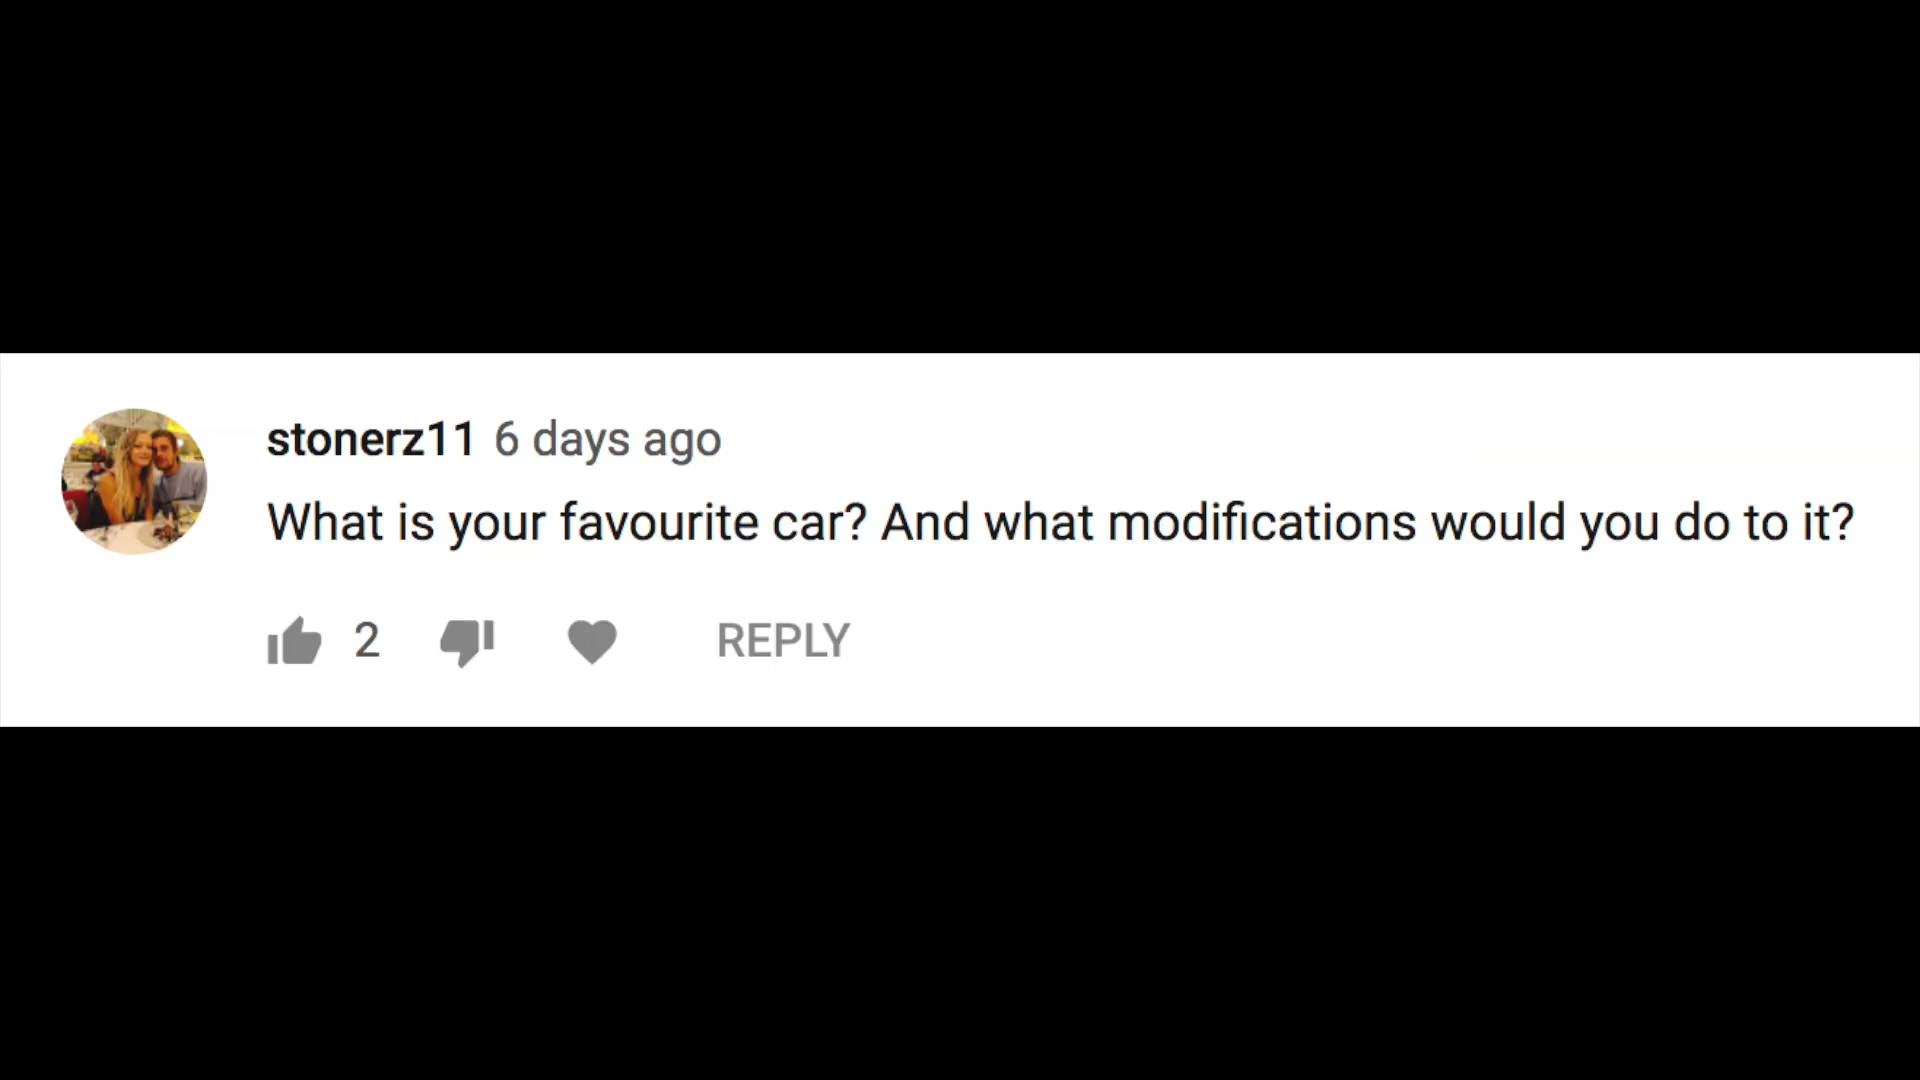 stonerz11 6 days ago
What is your favourite car? And what modifications would you do to it?
2 REPLY